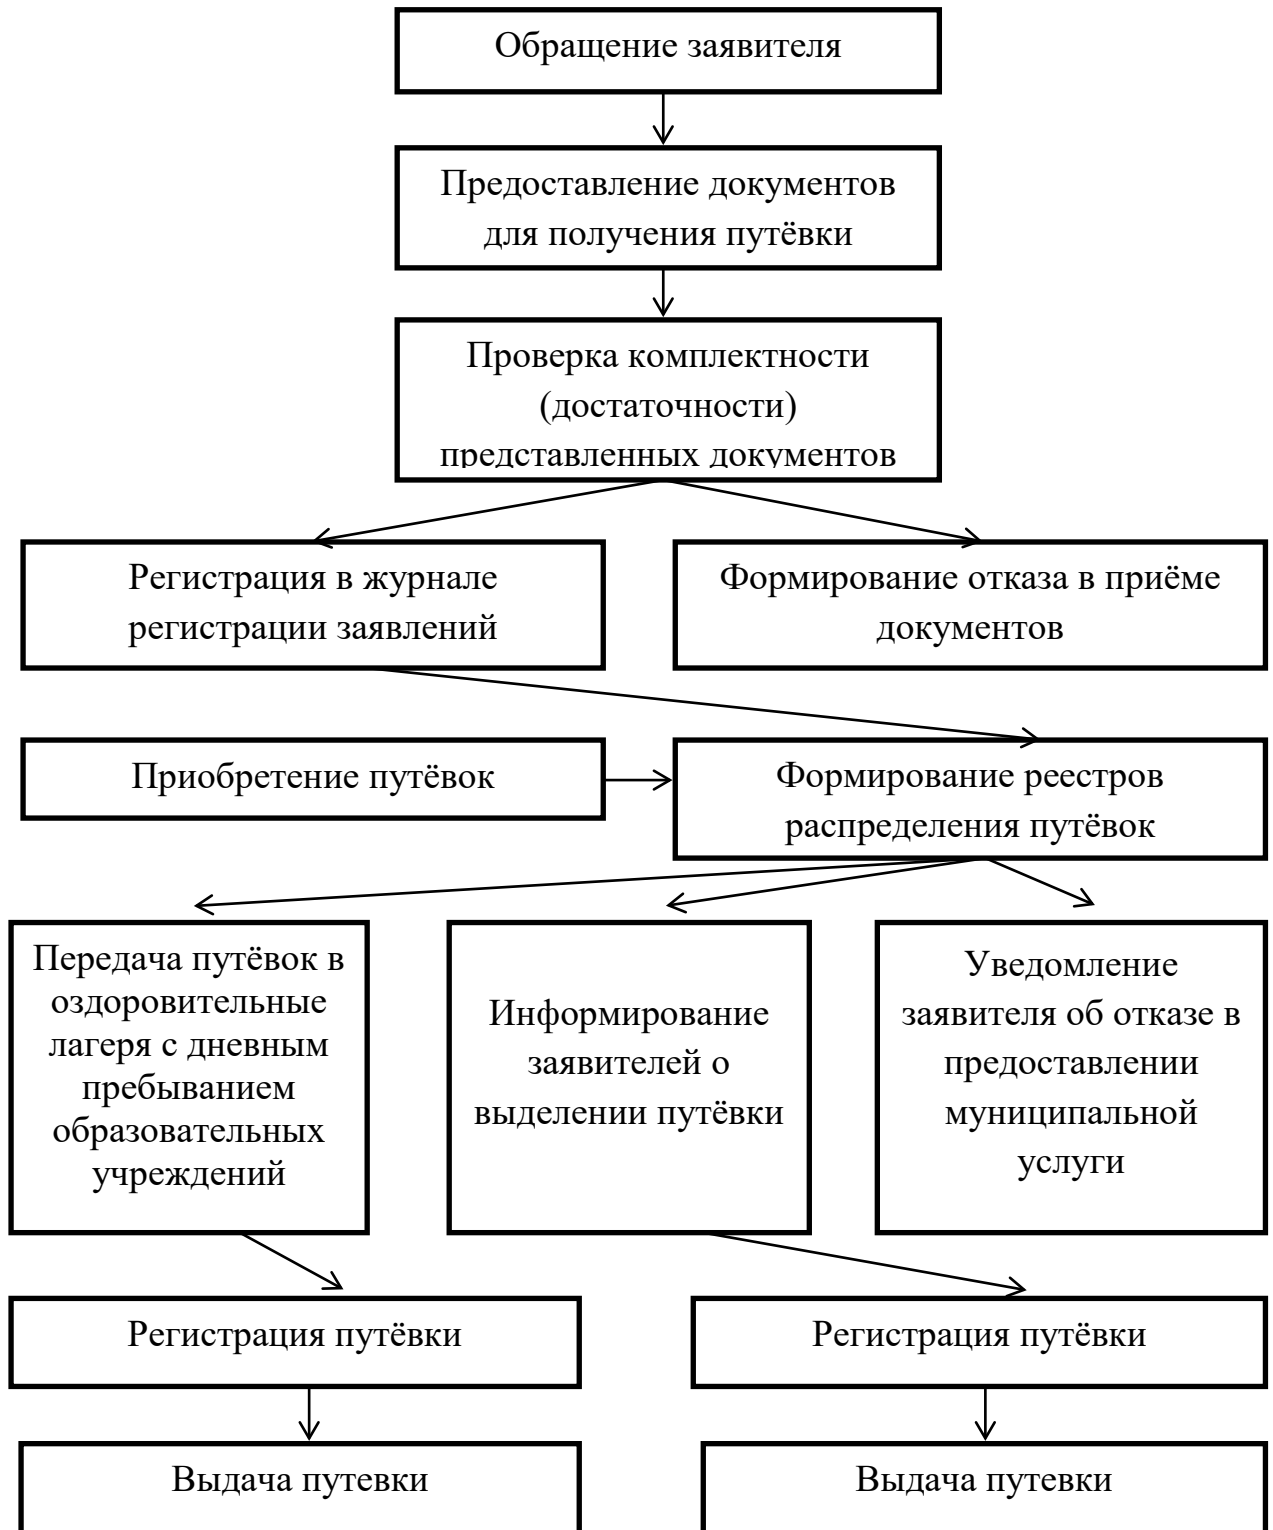 Обращение заявителя
Предоставление документов
для получения путёвки
Проверка комплектности
(достаточности)
представленных документов
Регистрация в журнале
регистрации заявлений
Формирование отказа в приёме
документов
Приобретение путёвок
Формирование реестров
распределения путёвок
Передача путёвок в
оздоровительные
лагеря с дневным
пребыванием
образовательных
учреждений
Информирование
заявителей о
выделении путёвки
Уведомление
заявителя об отказе в
предоставлении
муниципальной
услуги
Регистрация путёвки
Регистрация путёвки
Выдача путевки
Выдача путевки